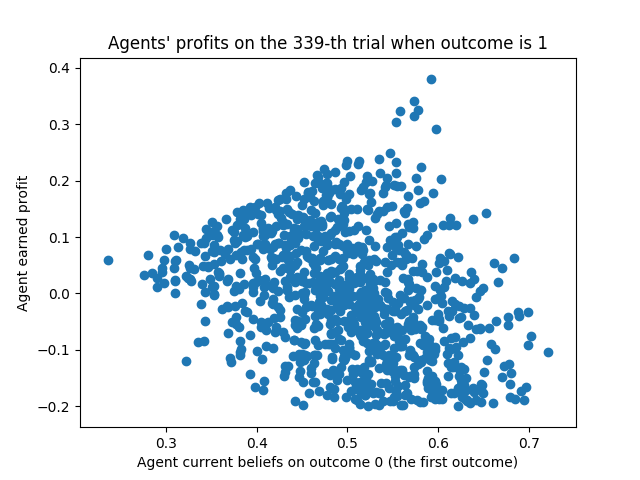 Agents' profits on the 339-th trial when outcome is 1
0.4
0.3
0.2
0.1
0.0
−0.1
−0.2
Agent earned profit
0.3 0.4 0.5 0.6 0.7
Agent current beliefs on outcome 0 (the first outcome)